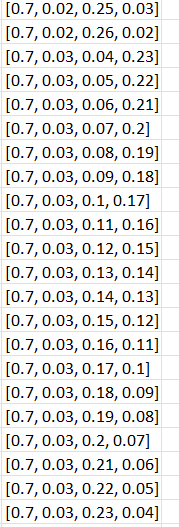 [0.7, 0.02, 0.25, 0.03]
[0.7, 0.02, 0.26, 0.02]
[0.7, 0.03, 0.04, 0.23]
[0.7, 0.03, 0.05, 0.22]
[0.7, 0.03, 0.06, 0.21]
[0.7, 0.03, 0.07, 0.2]
[0.7, 0.03, 0.08, 0.19]
[0.7, 0.03, 0.09, 0.18]
[0.7, 0.03, 0.1, 0.17]
[0.7, 0.03, 0.11, 0.16]
[0.7, 0.03, 0.12, 0.15]
[0.7, 0.03, 0.13, 0.14]
[0.7, 0.03, 0.14, 0.13]
[0.7, 0.03, 0.15, 0.12]
[0.7, 0.03, 0.16, 0.11]
[0.7, 0.03, 0.17, 0.1]
[0.7, 0.03, 0.18, 0.09]
[0.7, 0.03, 0.19, 0.08]
[0.7, 0.03, 0.2, 0.07]
[0.7, 0.03, 0.21, 0.06]
[0.7, 0.03, 0.22, 0.05]
[0.7, 0.03, 0.23, 0.04]